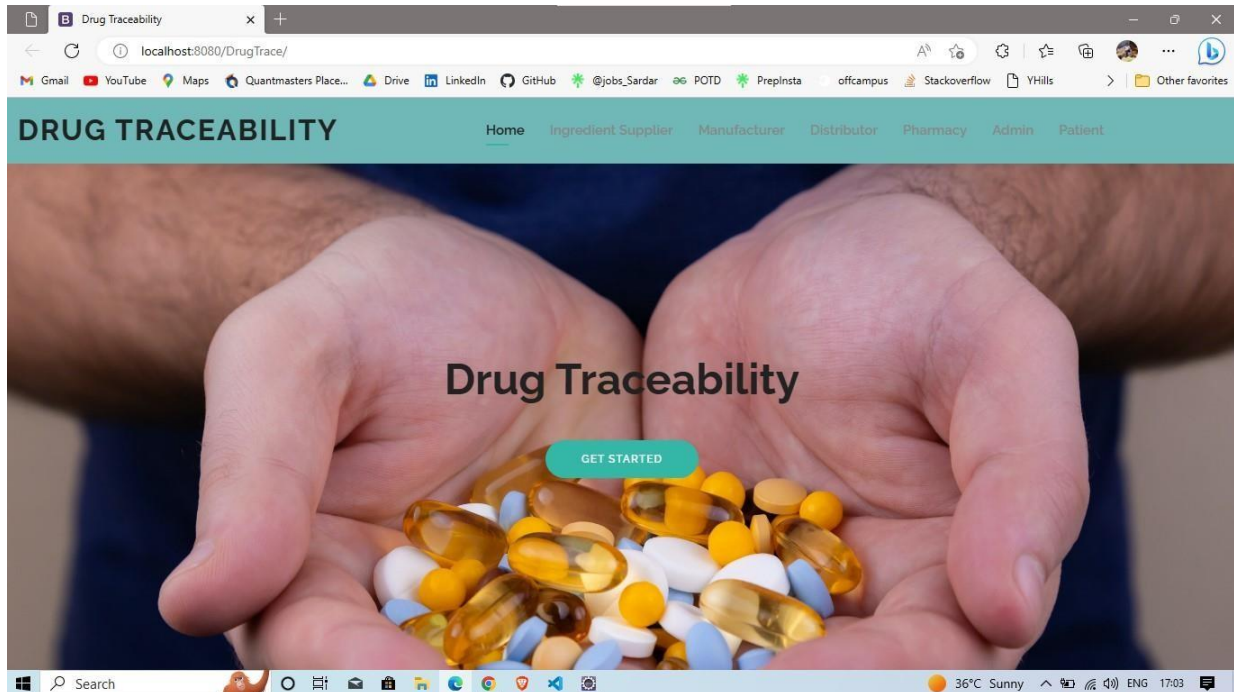 Drug Traceability
localhost:8080/DrugTrace/
Gmail YouTube Maps Quantmasters Place... Drive LinkedIn GitHub @jobs_Sardar POTD PrepInsta offcampus Stackoverflow YHills Other favorites
DRUG TRACEABILITY Home Ingredient Supplier Manufacturer Distributor Pharmacy Admin Patient
Drug Traceability
GET STARTED
Search 36°C Sunny ENG 17:03